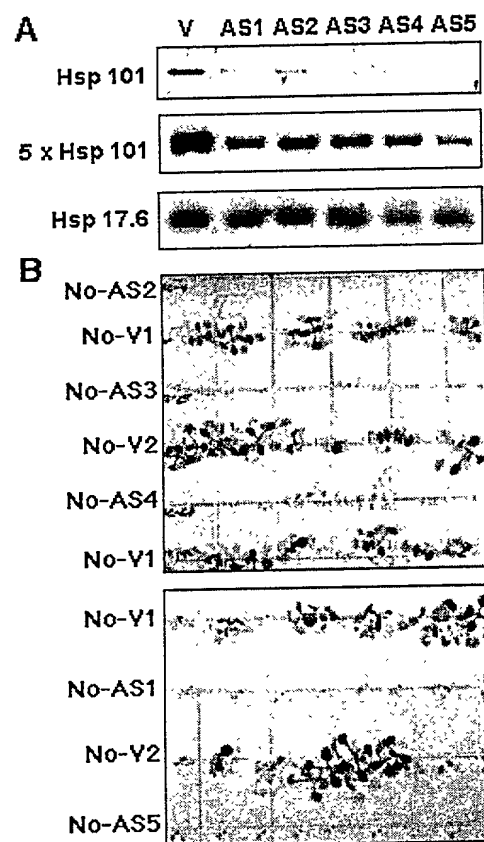 A
V AS1 AS2 AS3 AS4 AS5
Hsp 101
5 x Hsp 101
Hsp 17.6
B
No-AS2
No-V1
No-AS3
No-V2
No-AS4
No-V1
No-V1
No-AS1
No-V2
No-AS5